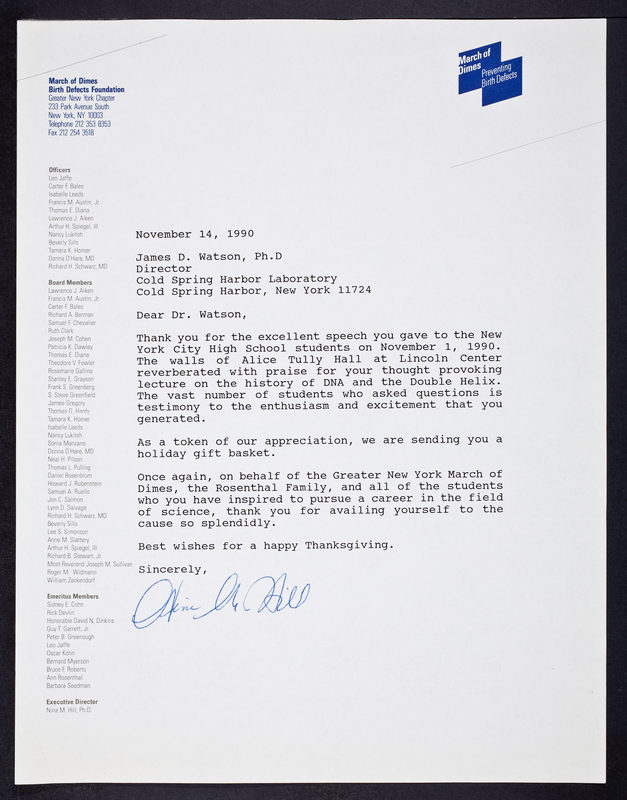 March of Dimes
Birth Defects Foundation
Greater New York Chapter
233 Park Avenue South
New York, NY 10003
Telephone 212 353 8353
Fax 212 254 3518
March of
Dimes
Preventing
Birth Defects
Officers
Leo Jaffe
Carter F. Bales
Isabelle Leeds
Francis M. Austin, Jr.
Thomas E. Diana
Lawrence J. Aiken
Arthur H. Spiegel, III
Nancy Lukitsh
Beverly Sills
Tamara K. Homer
Donna O'Hare, MD
Richard H. Schwarz, MD
Board Members
Lawrence J. Aiken
Francis M. Austin, Jr.
Carter F. Bales
Richard A. Berman
Samuel F. Chevalier
Ruth Clark
Joseph M. Cohen
Patricia K. Dawley
Thomas E. Diana
Theodore V. Fowler
Rosemarie Gallina
Stanley E. Grayson
Frank S. Greenberg
S. Steve Greenfield
James Gregory
Thomas O. Hardy
Tamara K. Homer
Isabelle Leeds
Nancy Lukitsh
Sonia Manzano
Donna O'Hare, MD
Neal H. Pilson
Thomas L. Pulling
Daniel Rosenblum
Howard J. Rubenstein
Samuel A. Ruello
Jon C. Salmon
Lynn D. Salvage
Richard H. Schwarz, MD
Beverly Sills
Lee S. Simonson
Anne M. Slattery
Arthur H. Spiegel, III
Richard B. Stewart, Jr.
Most Reverend Joseph M. Sullivan
Roger M. Widmann
William Zeckendorf
Emeritus Members
Sidney E. Cohn
Rick Devlin
Honorable David N. Dinkins
Guy T. Garrett, Jr.
Peter B. Greenough
Leo Jaffe
Oscar Kolin
Bernard Myerson
Bruce F. Roberts
Ann Rosenthal
Barbara Seedman
Executive Director
Nina M. Hill, Ph.D.
November 14, 1990
James D. Watson, Ph.D
Director
Cold Spring Harbor Laboratory
Cold Spring Harbor, New York 11724
Dear Dr. Watson,
Thank you for the excellent speech you gave to the New
York City High School students on November 1, 1990.
The walls of Alice Tully Hall at Lincoln Center
reverberated with praise for your thought provoking
lecture on the history of DNA and the Double Helix.
The vast number of students who asked questions is
testimony to the enthusiasm and excitement that you
generated.
As a token of our appreciation, we are sending you a
holiday gift basket.
Once again, on behalf of the Greater New York March of
Dimes, the Rosenthal Family, and all of the students
who you have inspired to pursue a career in the field
of science, thank you for availing yourself to the
cause so splendidly.
Best wishes for a happy Thanksgiving.
Sincerely,
Nina M. Hill